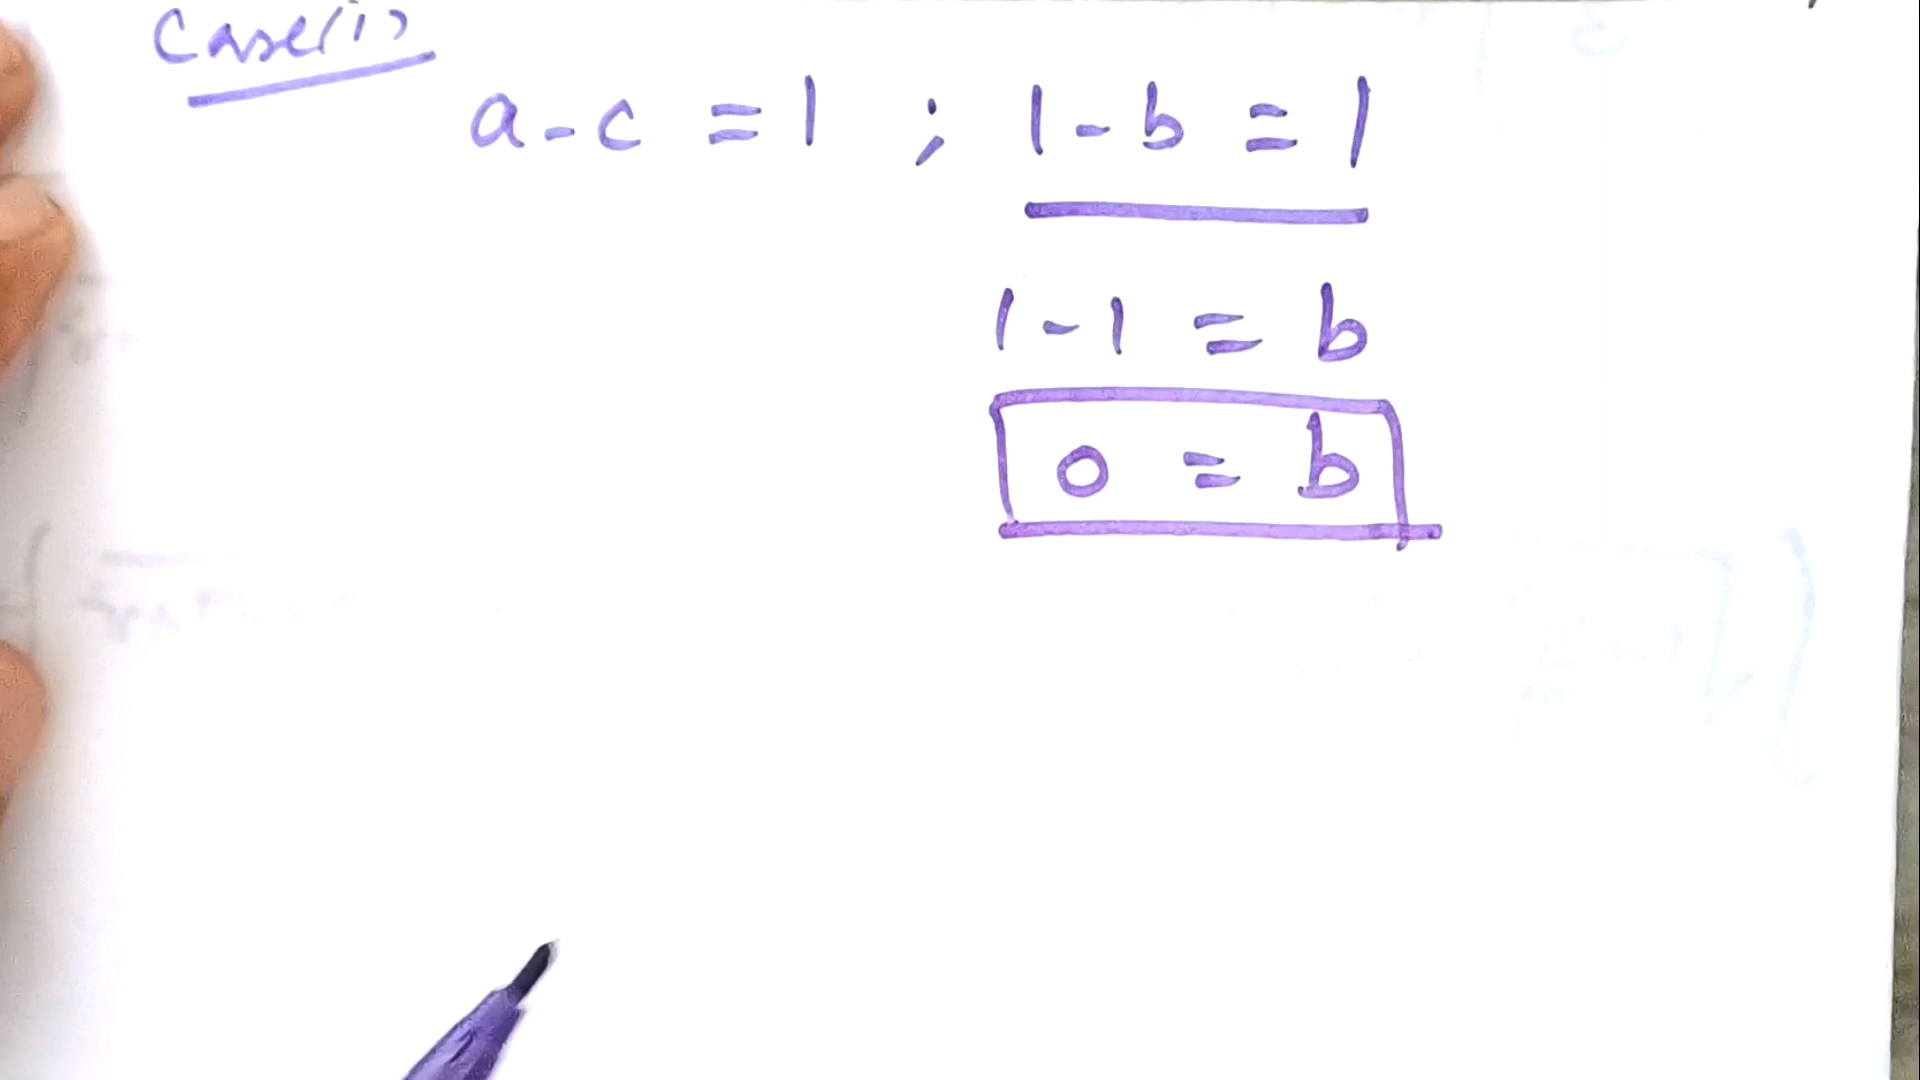 Case(i)
a - c = 1 ; 1 - b = 1
1 - 1 = b
0 = b